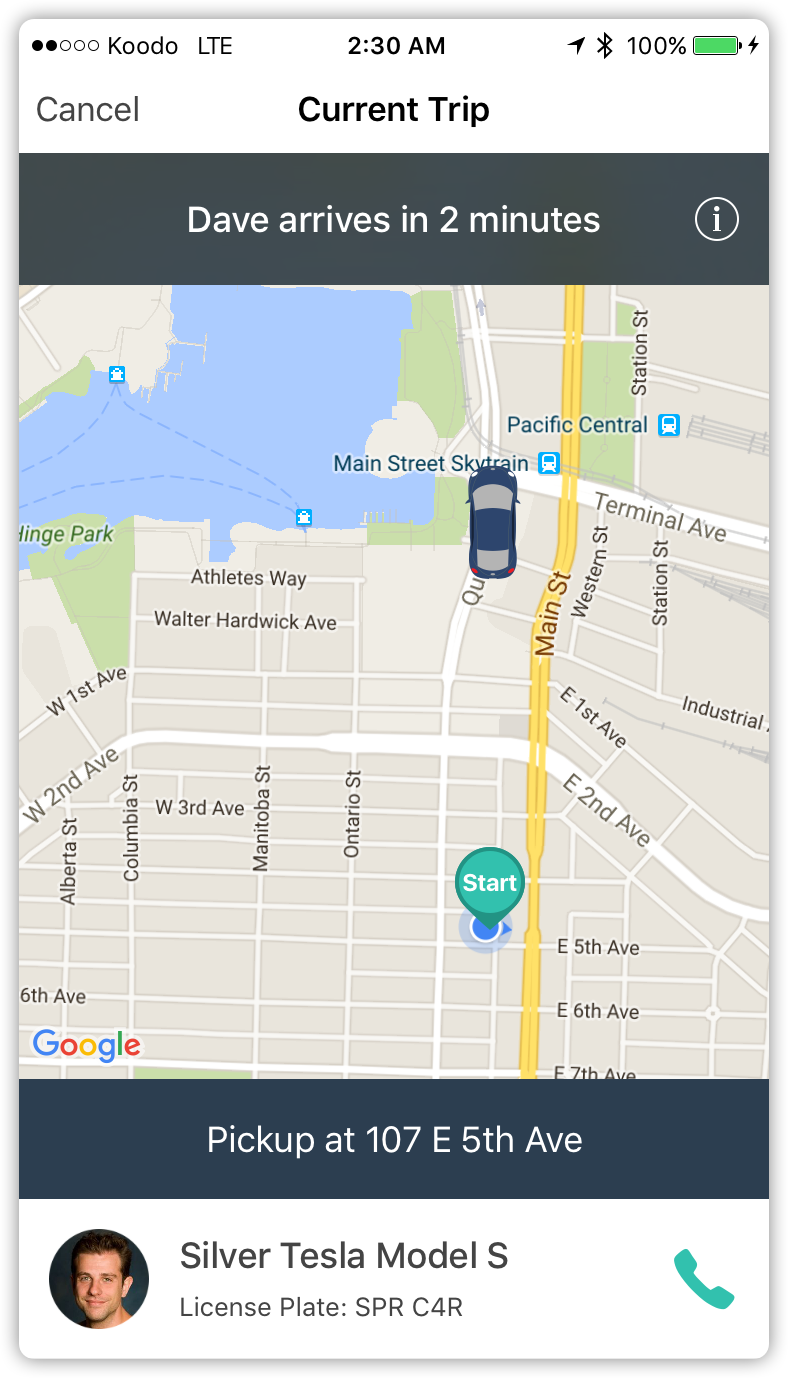 Koodo LTE 2:30 AM 100%
Cancel Current Trip
Dave arrives in 2 minutes
Station St
Pacific Central
Main Street Skytrain
Terminal Ave
Hinge Park
Western St
Station St
Athletes Way
Qu
Main St
Walter Hardwick Ave
W 1st Ave
E 1st Ave
Industrial
W 2nd Ave
E 2nd Ave
Columbia St
Manitoba St
Ontario St
W 3rd Ave
Alberta St
Start
E 5th Ave
6th Ave
E 6th Ave
Google
E 7th Ave
Pickup at 107 E 5th Ave
Silver Tesla Model S
License Plate: SPR C4R